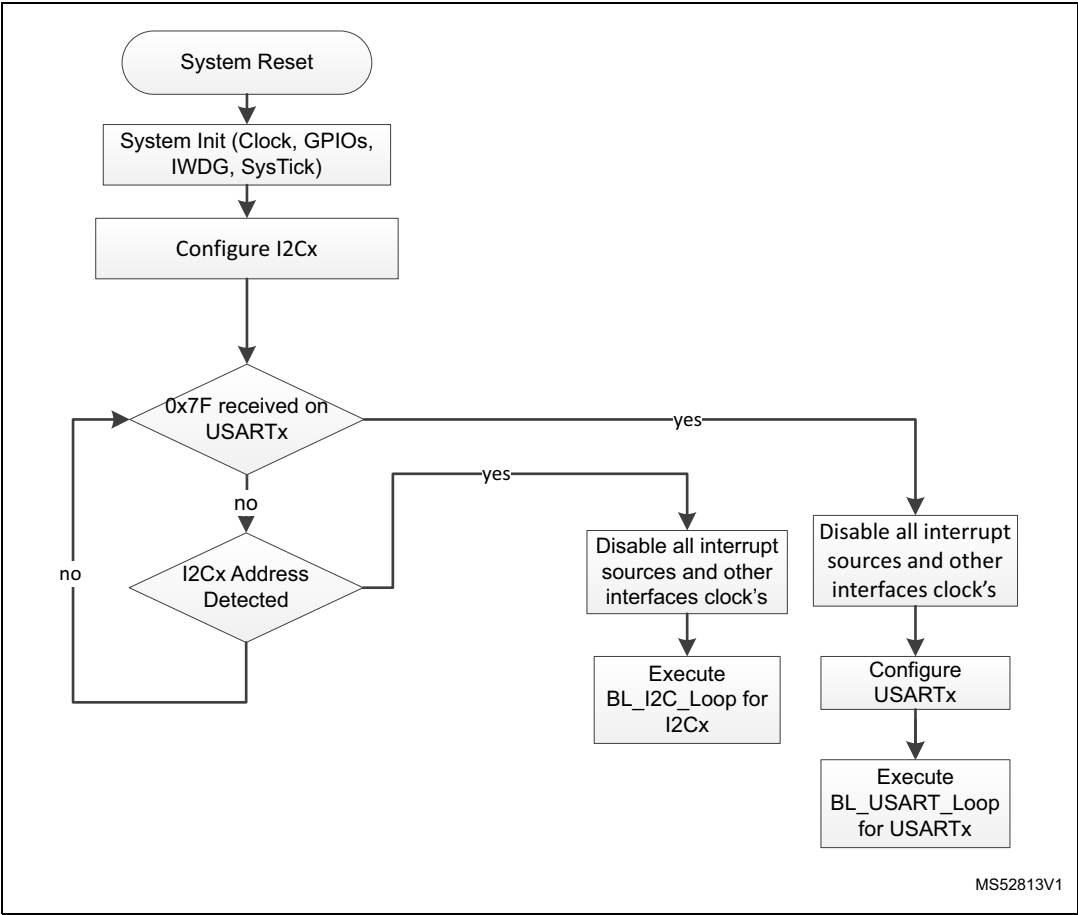 System Reset
System Init (Clock, GPIOs,
IWDG, SysTick)
Configure I2Cx
0x7F received on
USARTx
yes
no
yes
I2Cx Address
Detected
no
Disable all interrupt
sources and other
interfaces clock's
Execute
BL_I2C_Loop for
I2Cx
Disable all interrupt
sources and other
interfaces clock's
Configure
USARTx
Execute
BL_USART_Loop
for USARTx
MS52813V1